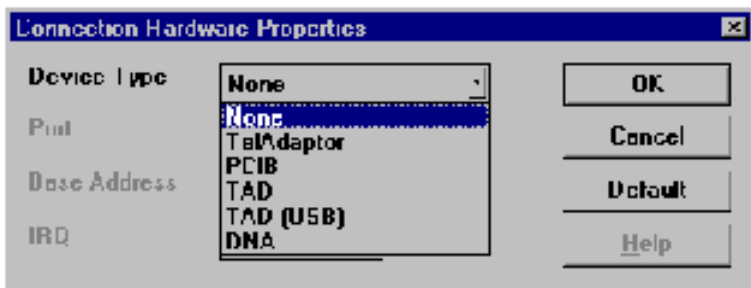 Connection Hardware Properties
Device Type
None
OK
None
Port
TelAdaptor
Cancel
PCIB
Base Address
TAD
Default
TAD (USB)
IRQ
DNA
Help